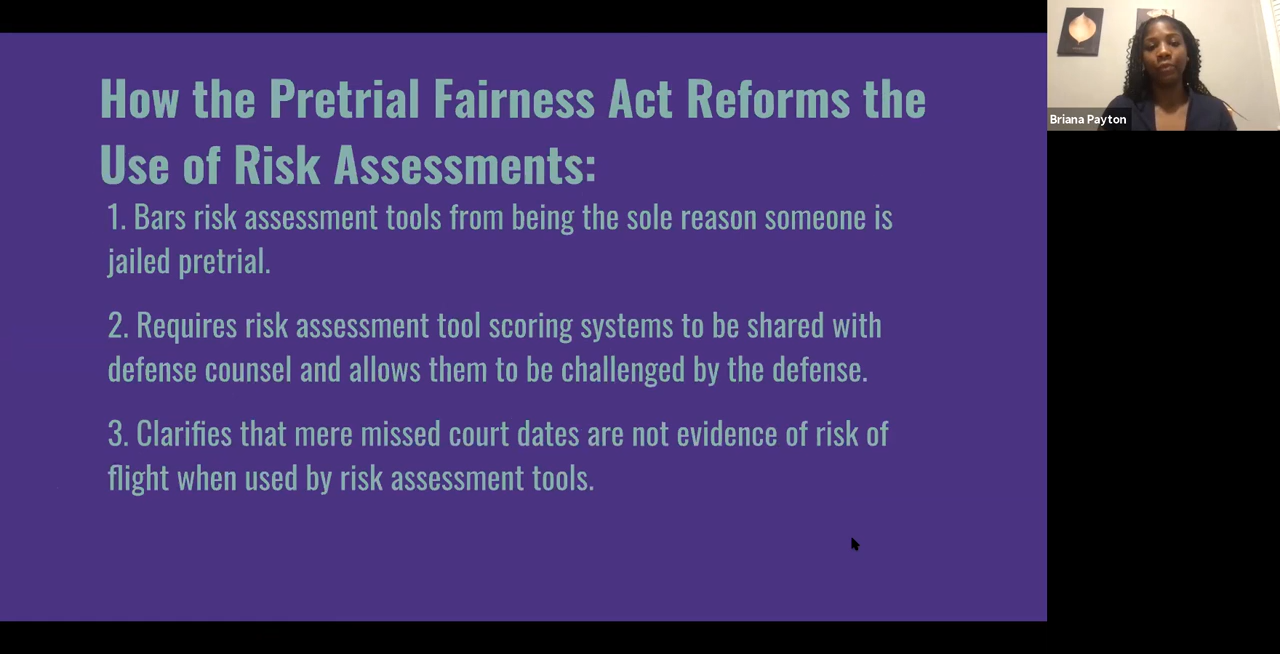 How the Pretrial Fairness Act Reforms the
Use of Risk Assessments:
1. Bars risk assessment tools from being the sole reason someone is
jailed pretrial.
2. Requires risk assessment tool scoring systems to be shared with
defense counsel and allows them to be challenged by the defense.
3. Clarifies that mere missed court dates are not evidence of risk of
flight when used by risk assessment tools.
Briana Payton